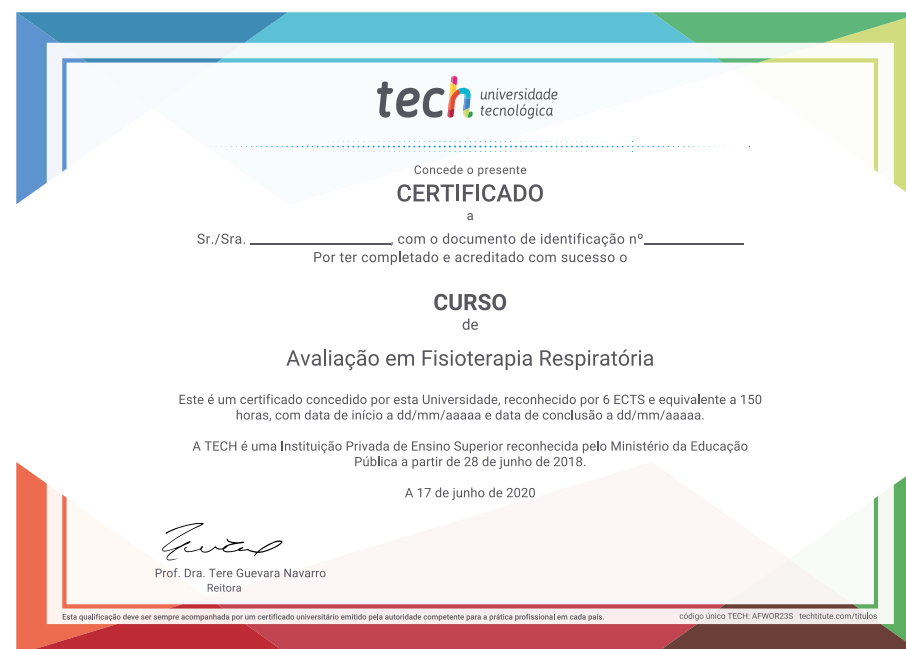 tech universidade
tecnológica
Concede o presente
CERTIFICADO
a
Sr./Sra. ________________, com o documento de identificação nº____________
Por ter completado e acreditado com sucesso o
CURSO
de
Avaliação em Fisioterapia Respiratória
Este é um certificado concedido por esta Universidade, reconhecido por 6 ECTS e equivalente a 150
horas, com data de início a dd/mm/aaaaa e data de conclusão a dd/mm/aaaaa.
A TECH é uma Instituição Privada de Ensino Superior reconhecida pelo Ministério da Educação
Pública a partir de 28 de junho de 2018.
A 17 de junho de 2020
Prof. Dra. Tere Guevara Navarro
Reitora
Esta qualificação deve ser sempre acompanhada por um certificado universitário emitido pela autoridade competente para a prática profissional em cada país.
código único TECH: AFWOR23S techtitute.com/titulos